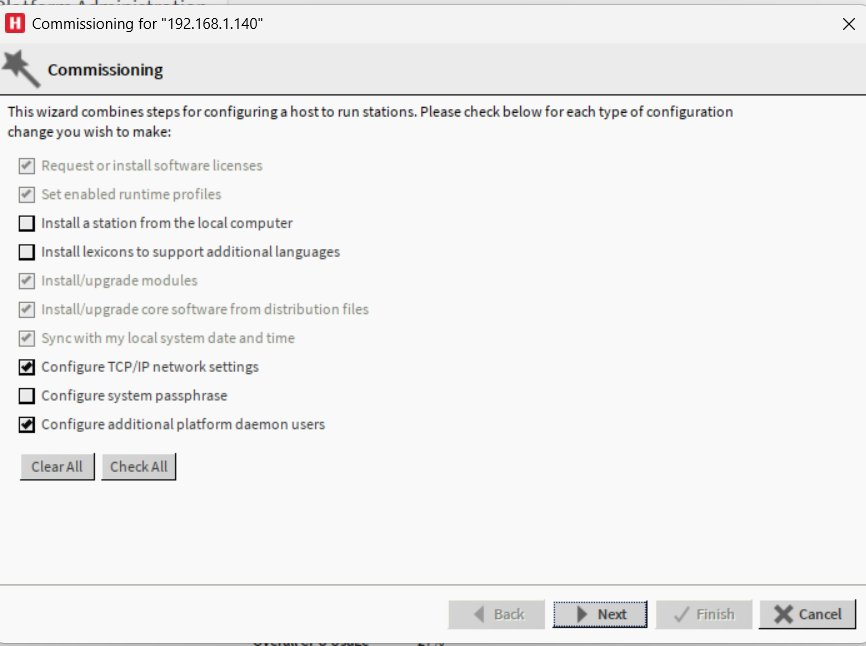 Platform Administration
H Commissioning for "192.168.1.140"
Commissioning
This wizard combines steps for configuring a host to run stations. Please check below for each type of configuration
change you wish to make:
Request or install software licenses
Set enabled runtime profiles
Install a station from the local computer
Install lexicons to support additional languages
Install/upgrade modules
Install/upgrade core software from distribution files
Sync with my local system date and time
Configure TCP/IP network settings
Configure system passphrase
Configure additional platform daemon users
Clear All Check All
Back Next Finish Cancel